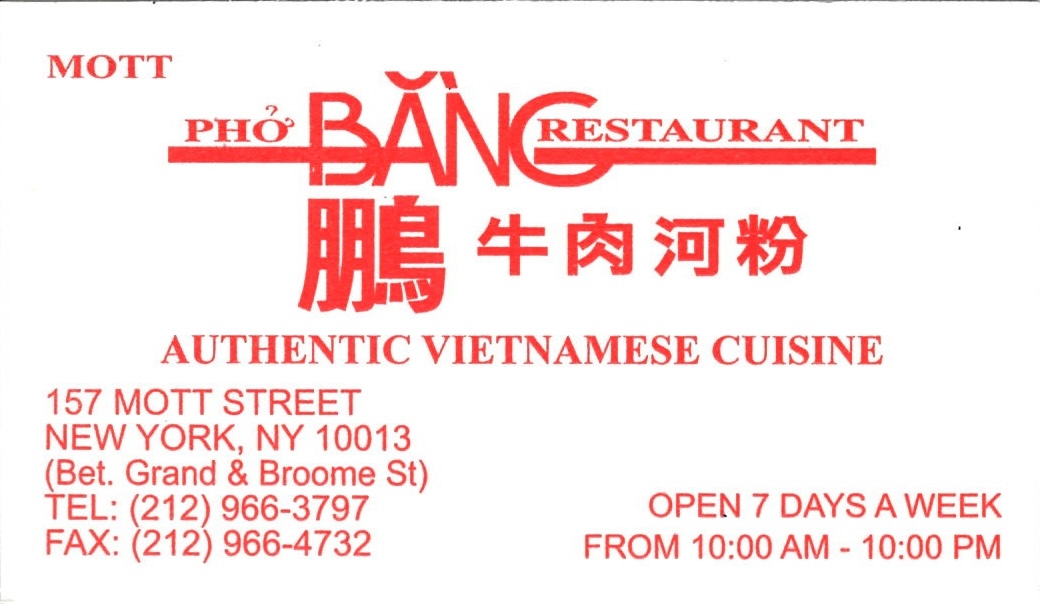 MOTT
PHỞ BẰNG RESTAURANT
鵬 牛肉河粉
AUTHENTIC VIETNAMESE CUISINE
157 MOTT STREET
NEW YORK, NY 10013
(Bet. Grand & Broome St)
TEL: (212) 966-3797
FAX: (212) 966-4732
OPEN 7 DAYS A WEEK
FROM 10:00 AM - 10:00 PM